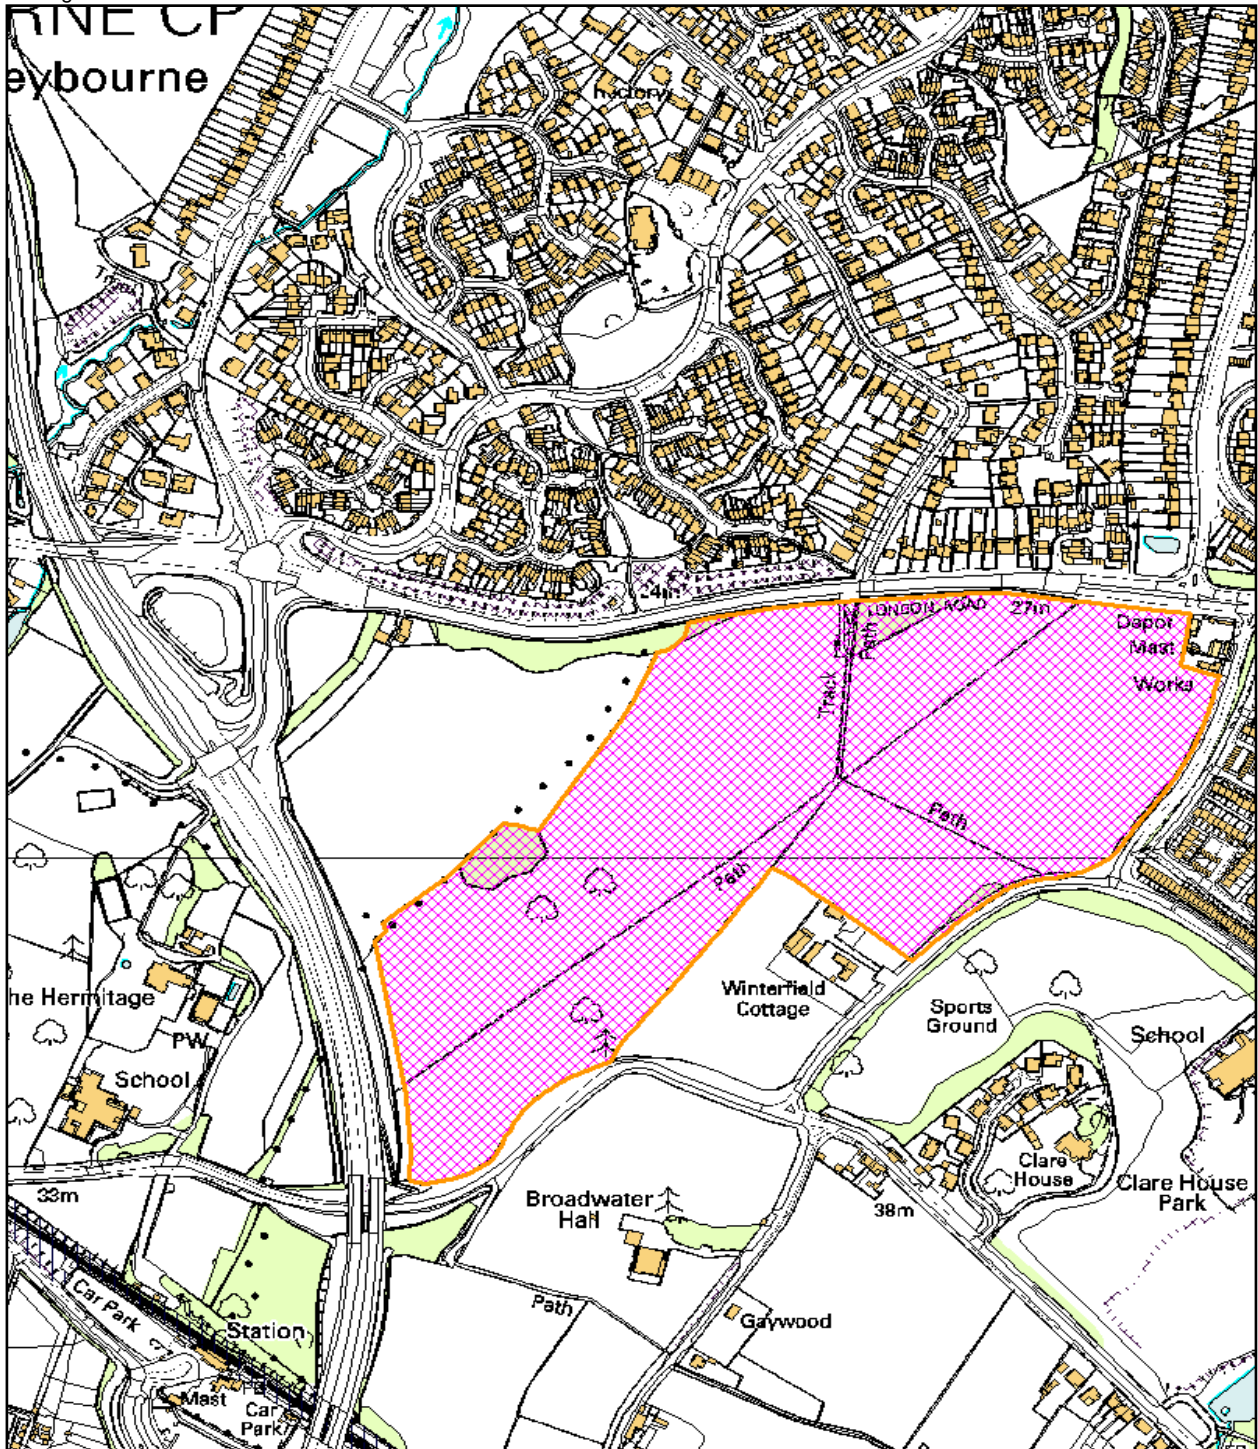 RNE CP
eybourne
LONDON ROAD
27m
24m
Depot
Mast
Works
Path
Track
Path
Path
Winterfield
Cottage
Sports
Ground
School
he Hermitage
PW
School
Clare
House
Clare House
Park
33m
38m
Broadwater
Hall
Path
Gaywood
Car Park
Station
Mast
Car
Park